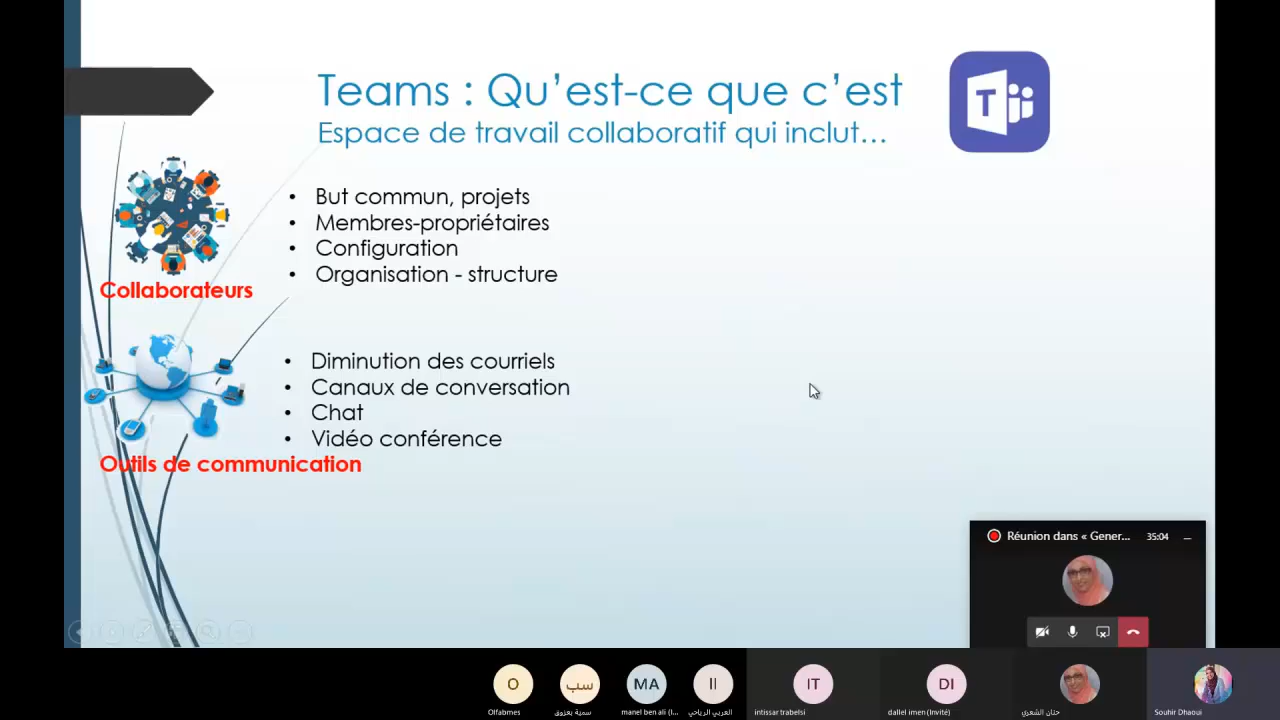 Teams : Qu’est-ce que c’est
Espace de travail collaboratif qui inclut...
T
• But commun, projets
• Membres-propriétaires
• Configuration
• Organisation - structure
Collaborateurs
• Diminution des courriels
• Canaux de conversation
• Chat
• Vidéo conférence
Outils de communication
Réunion dans « Gener... 35:04
O سب MA II IT DI
Olfabmes سمية بعزوق manel ben ali (I... العربي الرياحي intissar trabelsi dallel imen (Invité) حنان الشعري Souhir Dhaoui